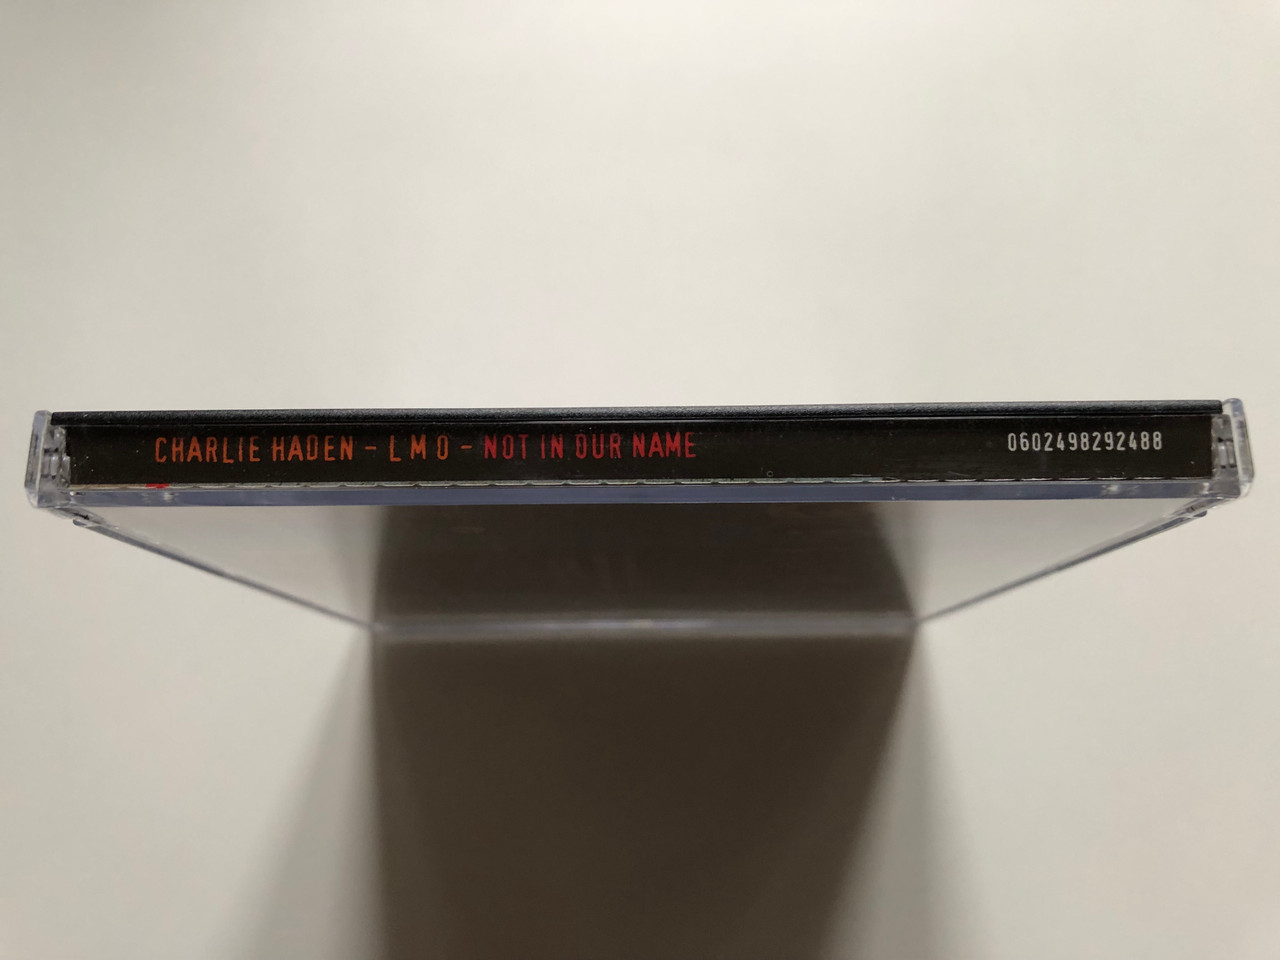 CHARLIE HADEN - L M O - NOT IN OUR NAME 0602498292488